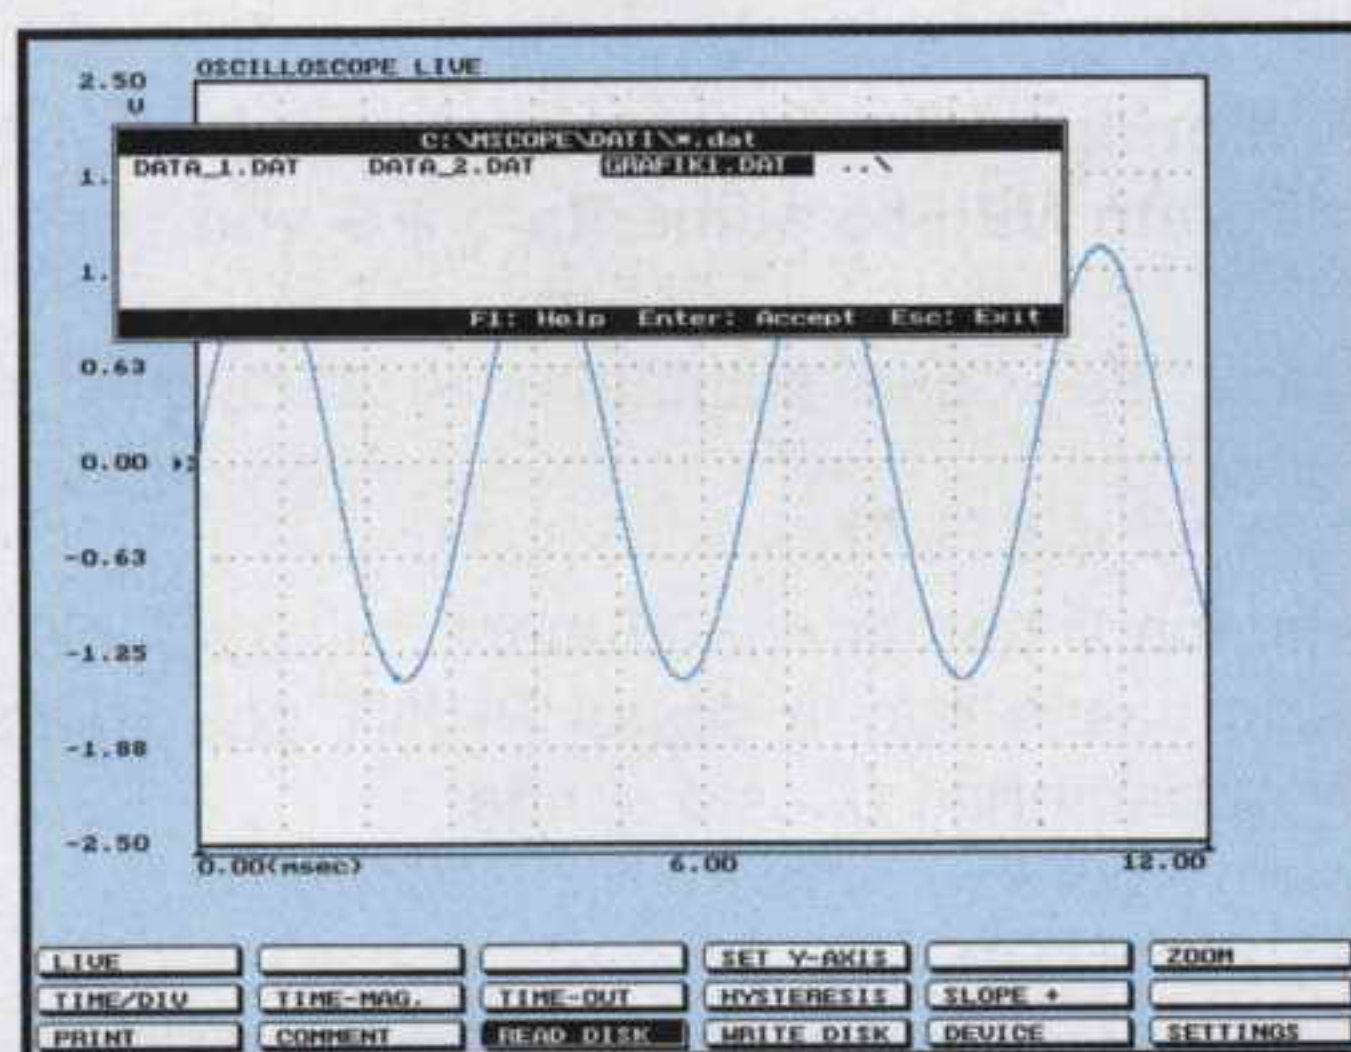 OSCILLOSCOPE LIVE
2.50
V
C:\MSCOPE\DATI\*.dat
DATA_1.DAT DATA_2.DAT GRAFIK1.DAT ..\
1.
1.
F1: Help Enter: Accept Esc: Exit
0.63
0.00
-0.63
-1.25
-1.88
-2.50
0.00(msec) 6.00 12.00
LIVE SET Y-AXIS ZOOM
TIME/DIV TIME-MAG. TIME-OUT HYSTERESIS SLOPE +
PRINT COMMENT READ DISK WRITE DISK DEVICE SETTINGS